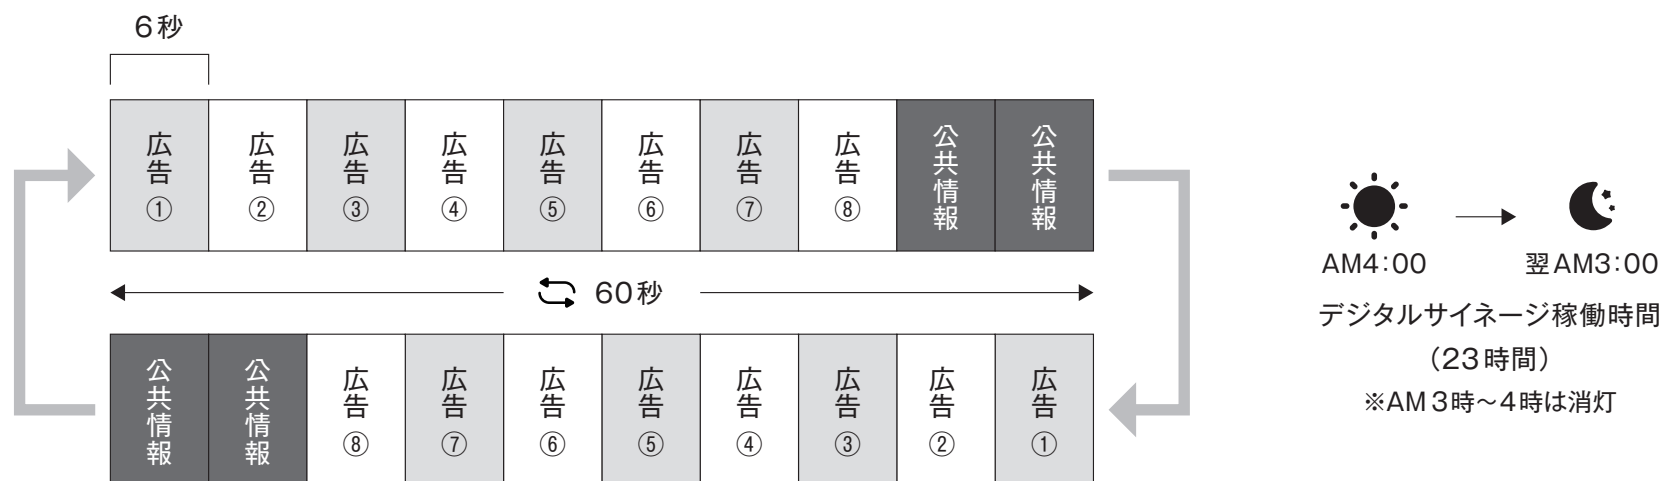 6秒
広告①
広告②
広告③
広告④
広告⑤
広告⑥
広告⑦
広告⑧
公共情報
公共情報
60秒
公共情報
公共情報
広告⑧
広告⑦
広告⑥
広告⑤
広告④
広告③
広告②
広告①
AM4:00
翌AM3:00
デジタルサイネージ稼働時間
(23時間)
※AM3時~4時は消灯